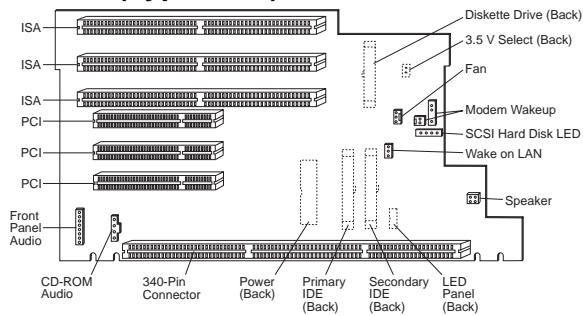 ISA
ISA
ISA
PCI
PCI
PCI
Front
Panel
Audio
CD-ROM
Audio
340-Pin
Connector
Power
(Back)
Primary
IDE
(Back)
Secondary
IDE
(Back)
LED
Panel
(Back)
Diskette Drive (Back)
3.5 V Select (Back)
Fan
Modem Wakeup
SCSI Hard Disk LED
Wake on LAN
Speaker